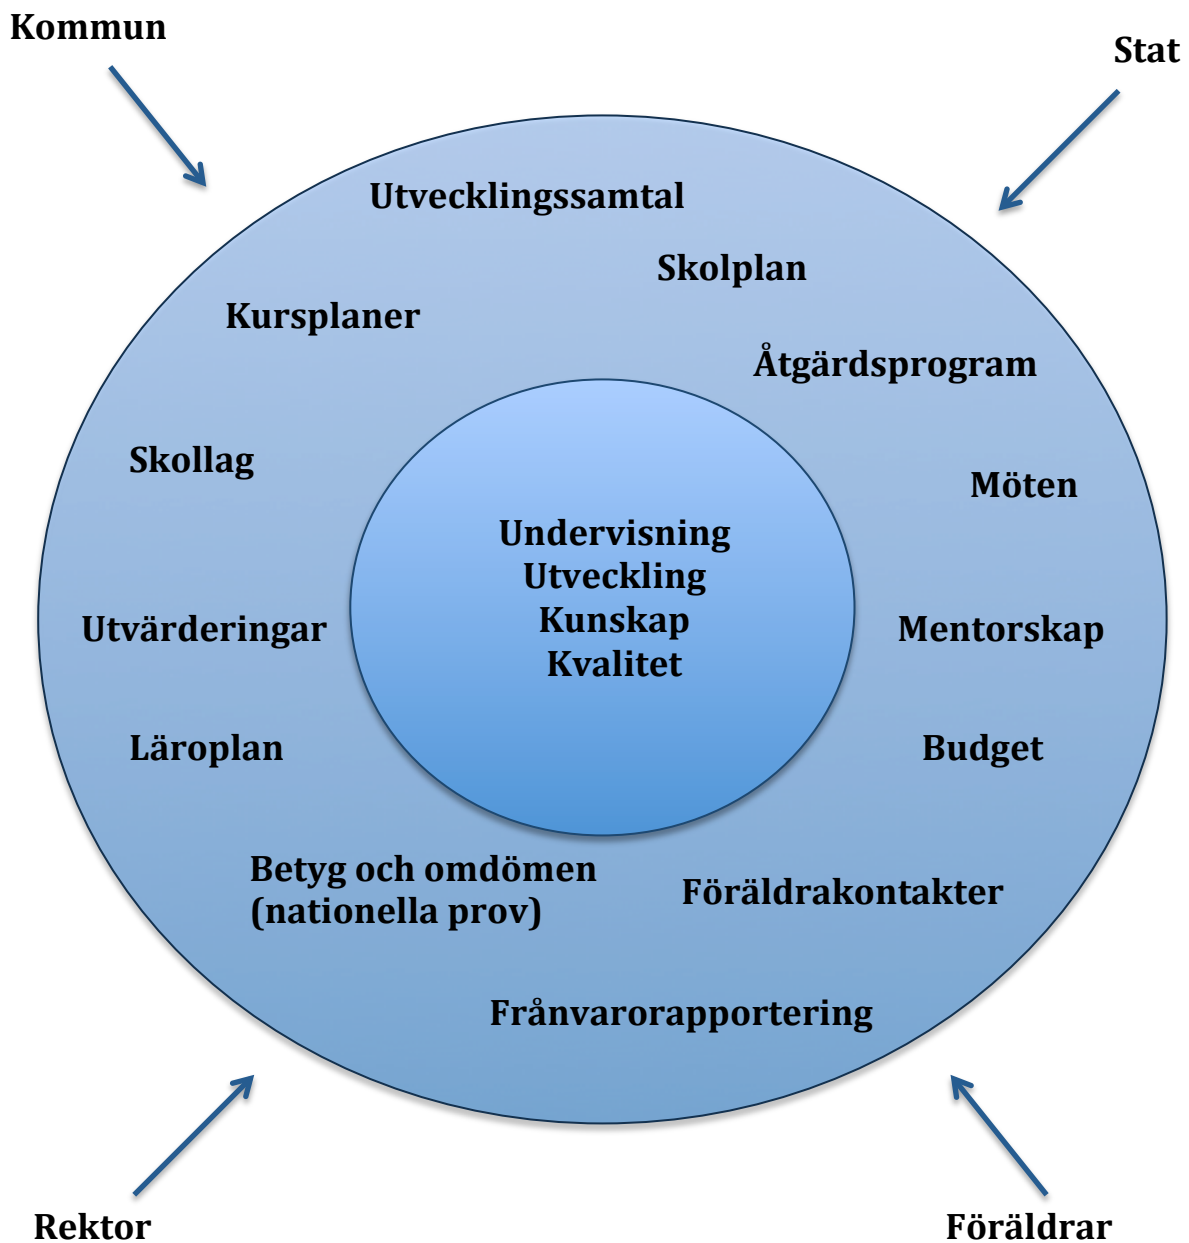 Kommun
Stat
Utvecklingssamtal
Skolplan
Kursplaner
Åtgärdsprogram
Skollag
Möten
Undervisning
Utveckling
Kunskap
Kvalitet
Utvärderingar
Mentorskap
Läroplan
Budget
Betyg och omdömen
(nationella prov)
Föräldrakontakter
Frånvarorapportering
Rektor
Föräldrar